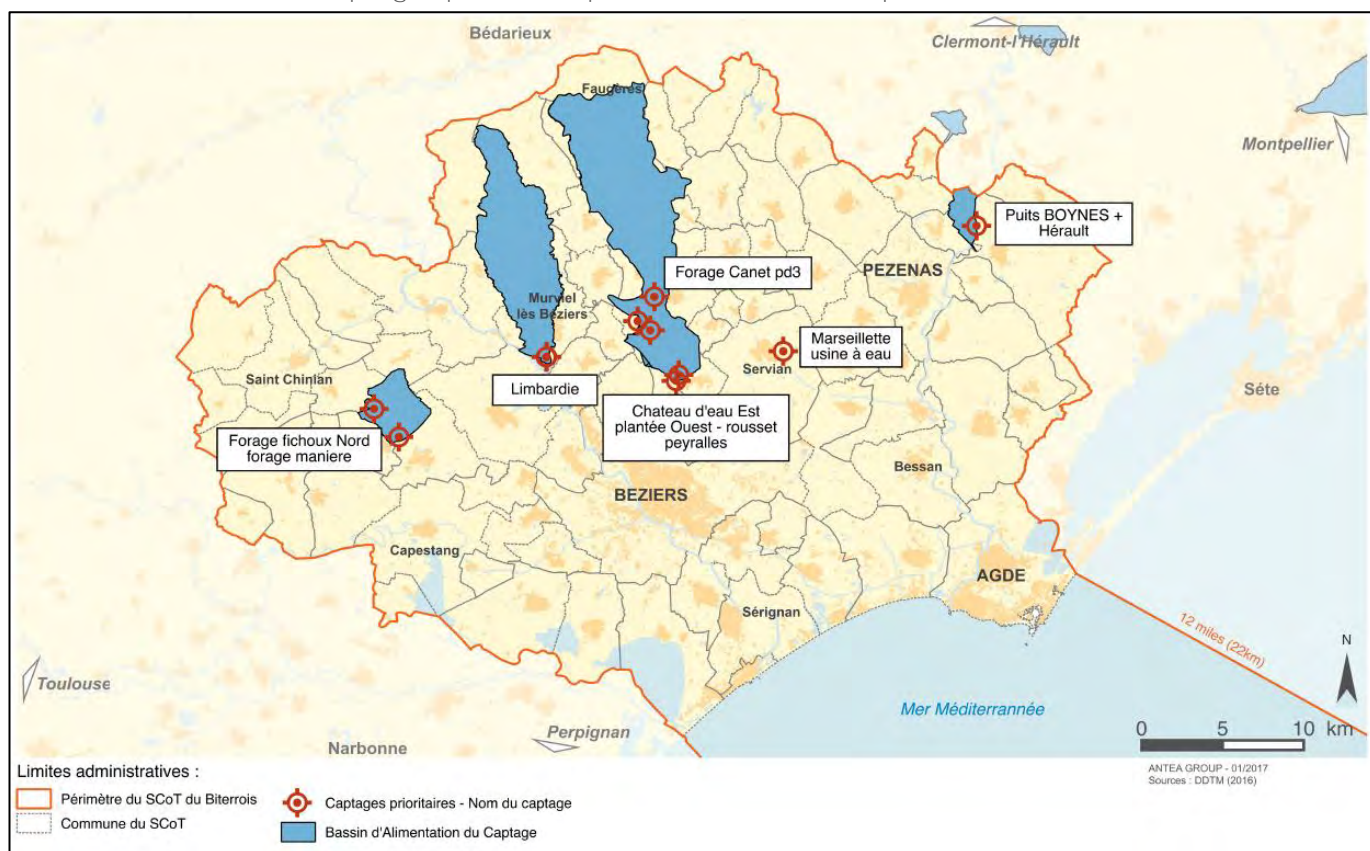 Bédarieux
Clermont-l'Hérault
Faugères
Montpellier
Puits BOYNES +
Hérault
PEZENAS
Forage Canet pd3
Murviel
lès Béziers
Marseillette
usine à eau
Servian
Saint Chinian
Limbardie
Chateau d'eau Est
plantée Ouest - rousset
peyralles
Séte
Forage fichoux Nord
forage maniere
Bessan
BEZIERS
Capestang
AGDE
Sérignan
12 miles (22km)
N
Toulouse
Mer Méditerrannée
Perpignan
Narbonne
0 5 10 km
ANTEA GROUP - 01/2017
Sources : DDTM (2016)
Limites administratives :
Périmètre du SCoT du Biterrois
Commune du SCoT
Captages prioritaires - Nom du captage
Bassin d'Alimentation du Captage